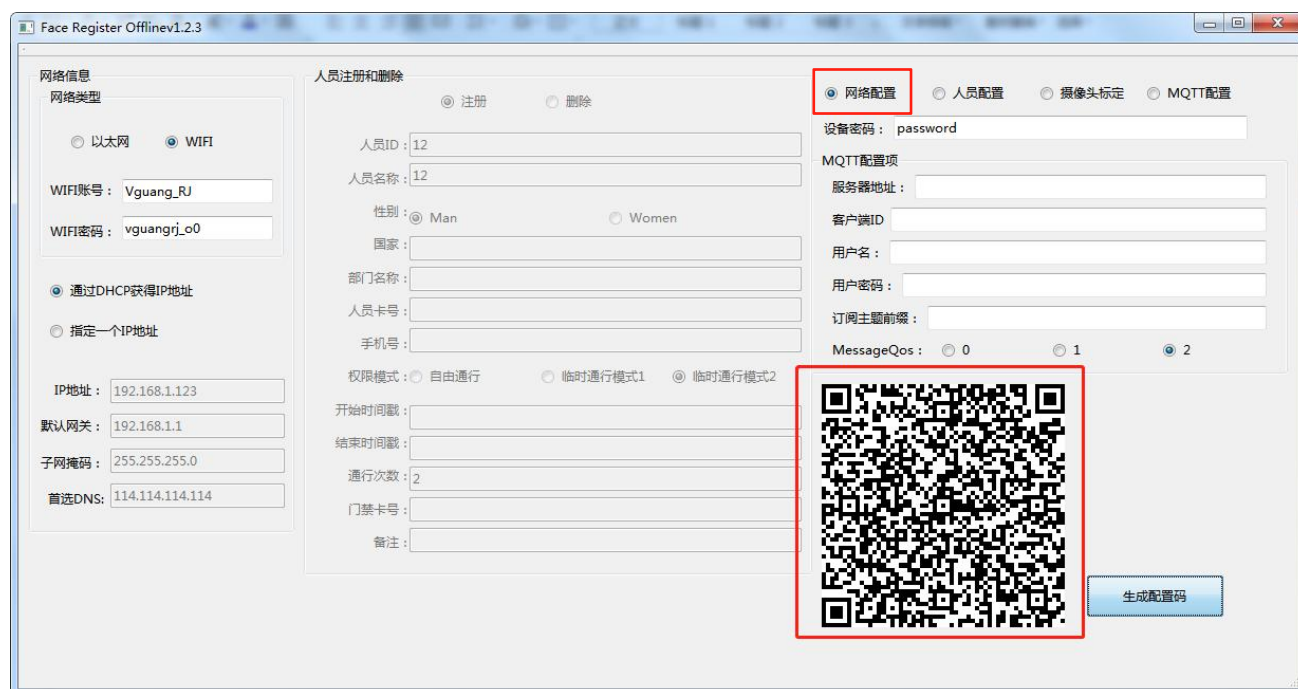 Face Register Offlinev1.2.3
网络信息
网络类型
以太网 WIFI
WIFI账号： Vguang_RJ
WIFI密码： vguangrj_o0
通过DHCP获得IP地址
指定一个IP地址
IP地址： 192.168.1.123
默认网关： 192.168.1.1
子网掩码： 255.255.255.0
首选DNS: 114.114.114.114
人员注册和删除
注册 删除
人员ID： 12
人员名称： 12
性别： Man Women
国家：
部门名称：
人员卡号：
手机号：
权限模式： 自由通行 临时通行模式1 临时通行模式2
开始时间戳：
结束时间戳：
通行次数： 2
门禁卡号：
备注：
网络配置 人员配置 摄像头标定 MQTT配置
设备密码： password
MQTT配置项
服务器地址：
客户端ID
用户名：
用户密码：
订阅主题前缀：
MessageQos： 0 1 2
生成配置码